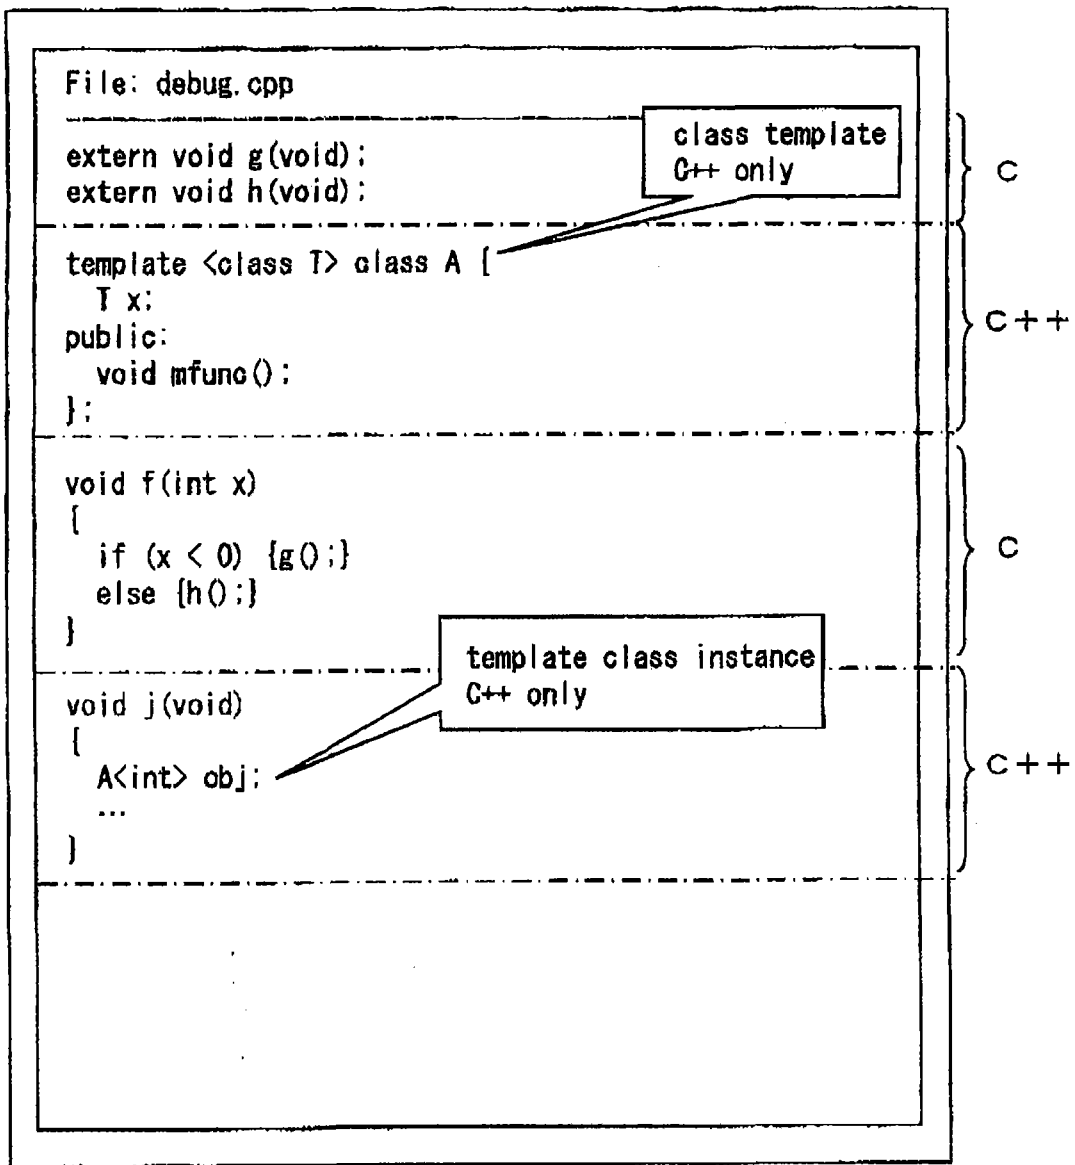 File: debug.cpp
class template
C++ only
extern void g(void);
extern void h(void);
C
template <class T> class A {
T x;
public:
void mfunc();
};
C++
void f(int x)
{
if (x < 0) {g();}
else {h();}
}
C
template class instance
C++ only
void j(void)
{
A<int> obj;
...
}
C++